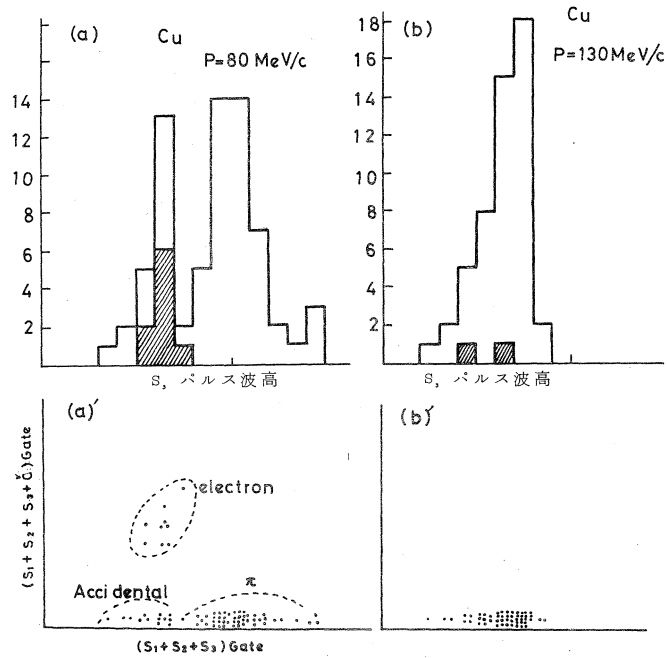 (a)
Cu
P=80 MeV/c
14
12
10
8
6
4
2
S, パルス波高
(b)
Cu
P=130 MeV/c
18
16
14
12
10
8
6
4
2
S, パルス波高
(a)′
electron
Accidental
π
(S₁+S₂+S₃)Gate
(b)′